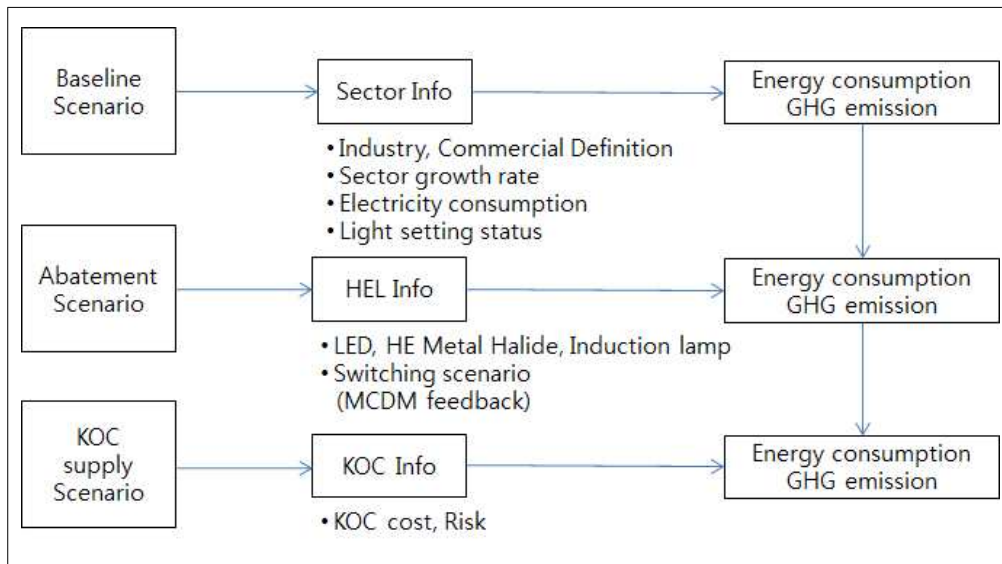 Baseline
Scenario
Sector Info
Energy consumption
GHG emission
• Industry, Commercial Definition
• Sector growth rate
• Electricity consumption
• Light setting status
Abatement
Scenario
HEL Info
Energy consumption
GHG emission
• LED, HE Metal Halide, Induction lamp
• Switching scenario
(MCDM feedback)
KOC
supply
Scenario
KOC Info
Energy consumption
GHG emission
• KOC cost, Risk